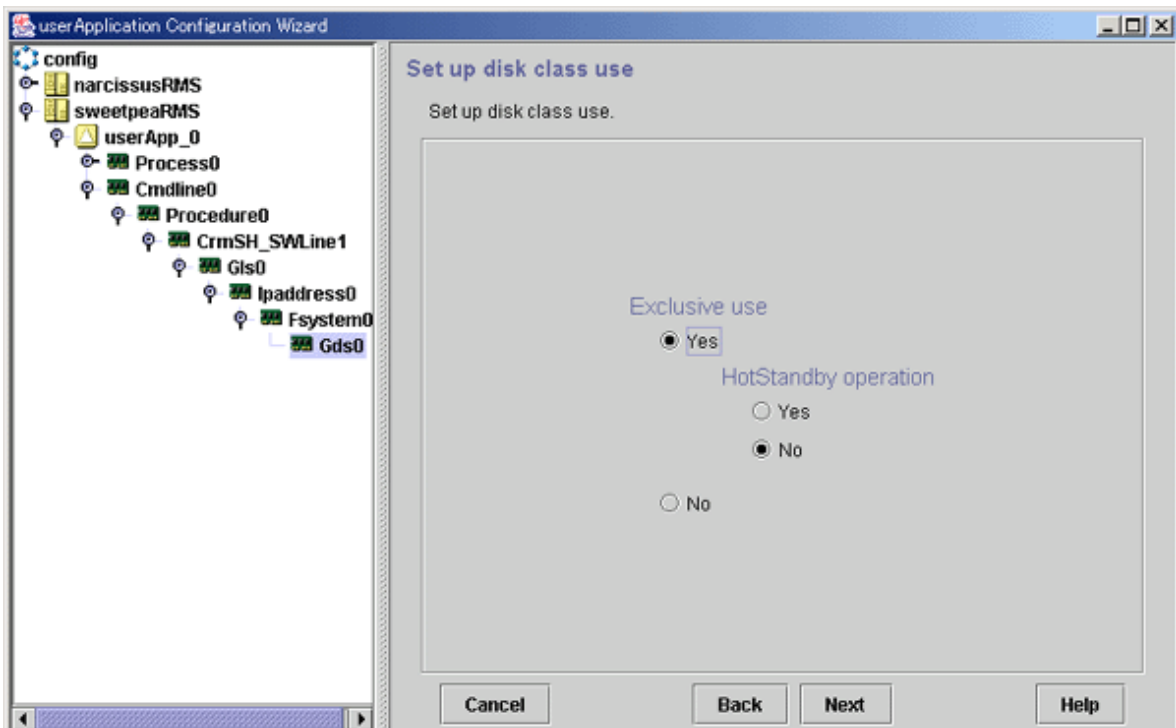 userApplication Configuration Wizard
config
narcissusRMS
sweetpeaRMS
userApp_0
Process0
Cmdline0
Procedure0
CrmSH_SWLine1
Gls0
Ipaddress0
Fsystem0
Gds0
Set up disk class use
Set up disk class use.
Exclusive use
Yes
HotStandby operation
Yes
No
No
Cancel
Back
Next
Help